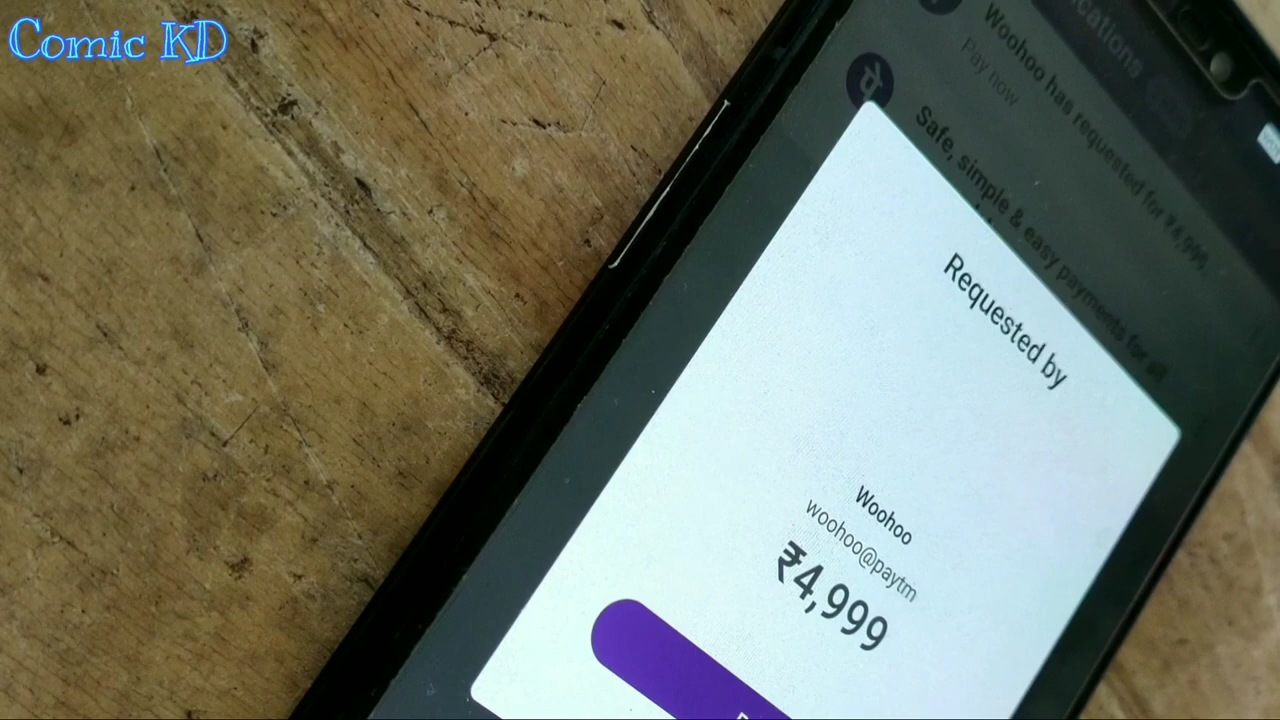 Comic KD
Woohoo has requested for ₹4,999.
Pay now
पे
Safe, simple & easy payments for all
Requested by
Woohoo
woohoo@paytm
₹4,999